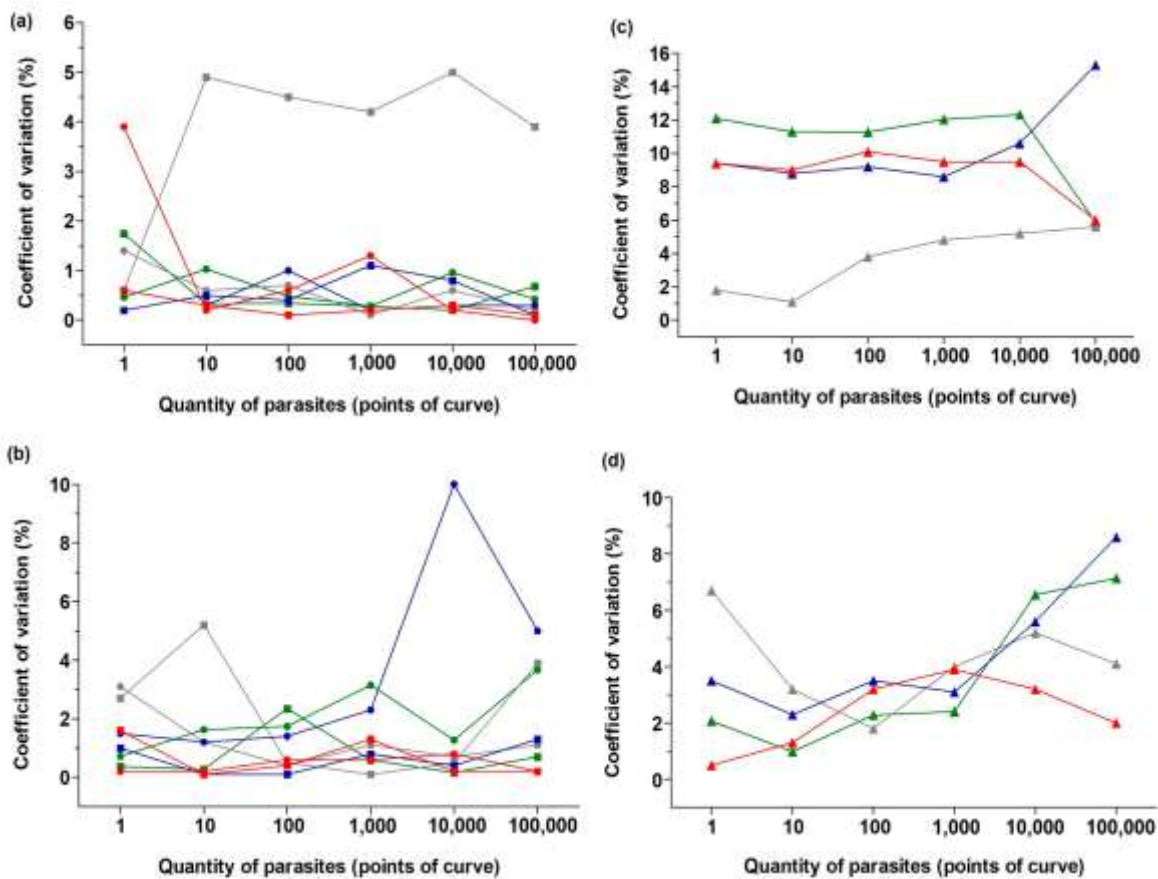 (a)
Coefficient of variation (%)
6
5
4
3
2
1
0
1 10 100 1,000 10,000 100,000
Quantity of parasites (points of curve)
(c)
Coefficient of variation (%)
16
14
12
10
8
6
4
2
0
1 10 100 1,000 10,000 100,000
Quantity of parasites (points of curve)
(b)
Coefficient of variation (%)
10
8
6
4
2
0
1 10 100 1,000 10,000 100,000
Quantity of parasites (points of curve)
(d)
Coefficient of variation (%)
10
8
6
4
2
0
1 10 100 1,000 10,000 100,000
Quantity of parasites (points of curve)